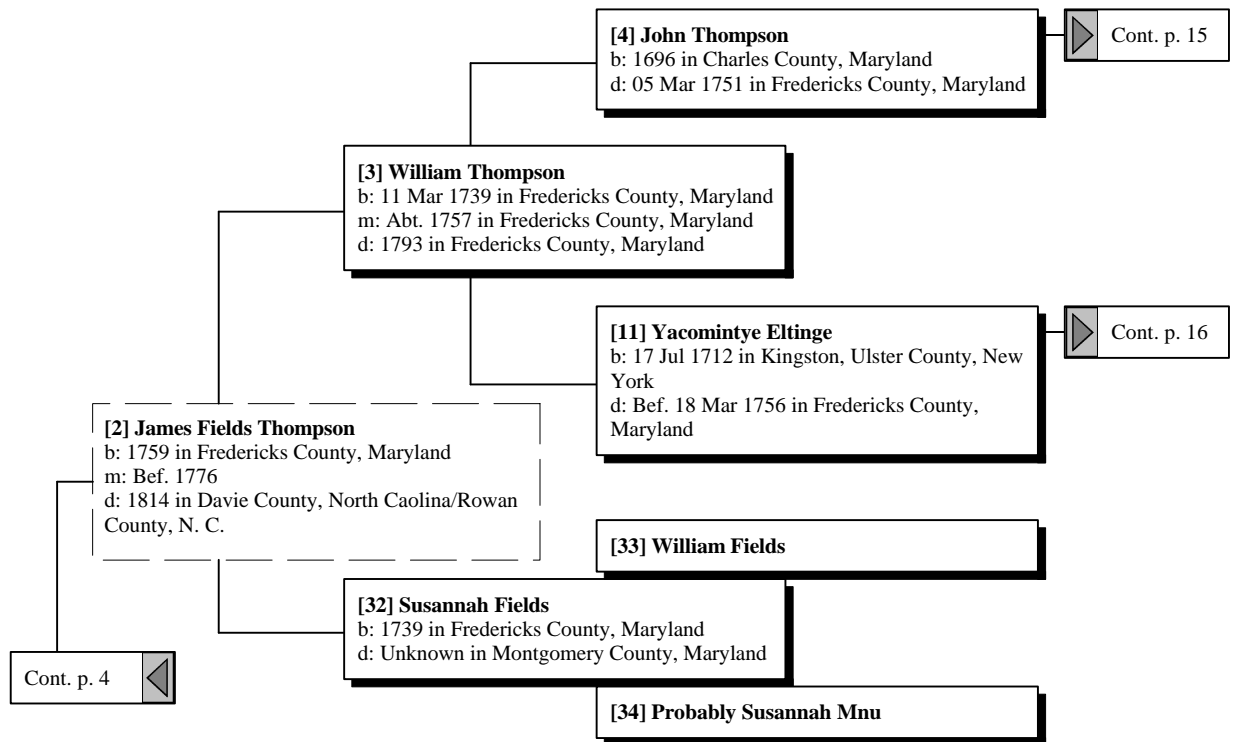 [4] John Thompson
b: 1696 in Charles County, Maryland
d: 05 Mar 1751 in Fredericks County, Maryland
Cont. p. 15
[3] William Thompson
b: 11 Mar 1739 in Fredericks County, Maryland
m: Abt. 1757 in Fredericks County, Maryland
d: 1793 in Fredericks County, Maryland
[11] Yacomintye Eltinge
b: 17 Jul 1712 in Kingston, Ulster County, New
York
d: Bef. 18 Mar 1756 in Fredericks County,
Maryland
Cont. p. 16
[2] James Fields Thompson
b: 1759 in Fredericks County, Maryland
m: Bef. 1776
d: 1814 in Davie County, North Caolina/Rowan
County, N. C.
[33] William Fields
[32] Susannah Fields
b: 1739 in Fredericks County, Maryland
d: Unknown in Montgomery County, Maryland
Cont. p. 4
[34] Probably Susannah Mnu